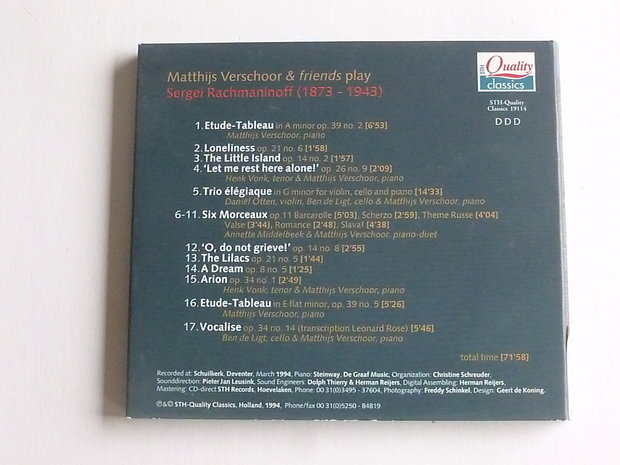 Matthijs Verschoor & friends play
Sergei Rachmaninoff (1873 - 1943)
STH
Quality
classics
STH-Quality
Classics 19114
DDD
1. Etude-Tableau in A minor op. 39 no. 2 [6'53]
Matthijs Verschoor, piano
2. Loneliness op. 21 no. 6 [1'58]
3. The Little Island op. 14 no. 2 [1'57]
4. 'Let me rest here alone!' op. 26 no. 9 [2'09]
Henk Vonk, tenor & Matthijs Verschoor, piano
5. Trio élégiaque in G minor for violin, cello and piano [14'33]
Daniël Otten, violin, Ben de Ligt, cello & Matthijs Verschoor, piano
6-11. Six Morceaux op.11 Barcarolle [5'03], Scherzo [2'59], Theme Russe [4'04]
Valse [3'44], Romance [2'48], Slava! [4'38]
Annette Middelbeek & Matthijs Verschoor, piano-duet
12. 'O, do not grieve!' op. 14 no. 8 [2'55]
13. The Lilacs op. 21 no. 5 [1'44]
14. A Dream op. 8 no. 5 [1'25]
15. Arion op. 34 no. 1 [2'49]
Henk Vonk, tenor & Matthijs Verschoor, piano
16. Etude-Tableau in E flat minor, op. 39 no. 5 [5'26]
Matthijs Verschoor, piano
17. Vocalise op. 34 no. 14 (transcription Leonard Rose) [5'46]
Ben de Ligt, cello & Matthijs Verschoor, piano
total time [71'58]
Recorded at: Schuilkerk, Deventer, March 1994, Piano: Steinway, De Graaf Music, Organization: Christine Schreuder,
Sounddirection: Pieter Jan Leusink, Sound Engineers: Dolph Thierry & Herman Reijers, Digital Assembling: Herman Reijers,
Mastering: CD-direct STH Records, Hoevelaken, Phone: 00 31(0)3495 - 37604, Photography: Freddy Schinkel, Design: Geert de Koning.
℗&© STH-Quality Classics, Holland, 1994, Phone/fax 00 31(0)5250 - 84819